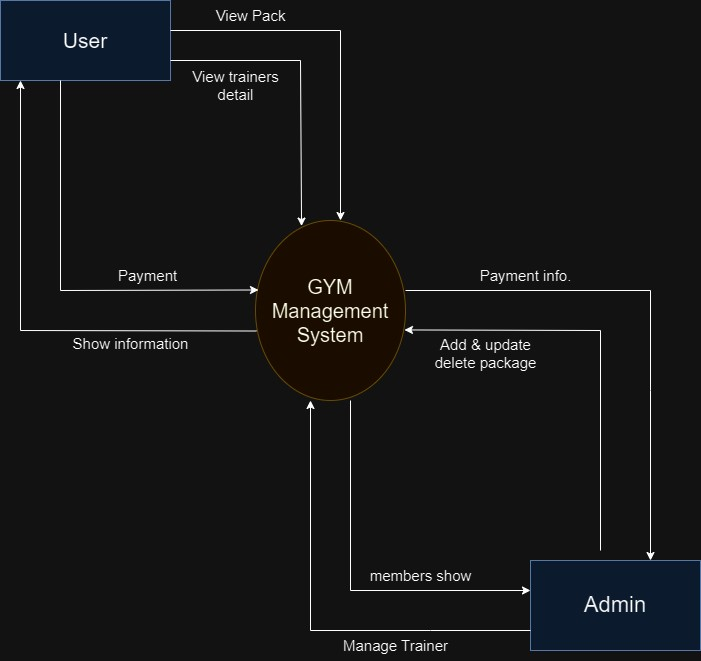 View Pack
User
View trainers
detail
Payment
Show information
GYM
Management
System
Payment info.
Add & update
delete package
members show
Admin
Manage Trainer